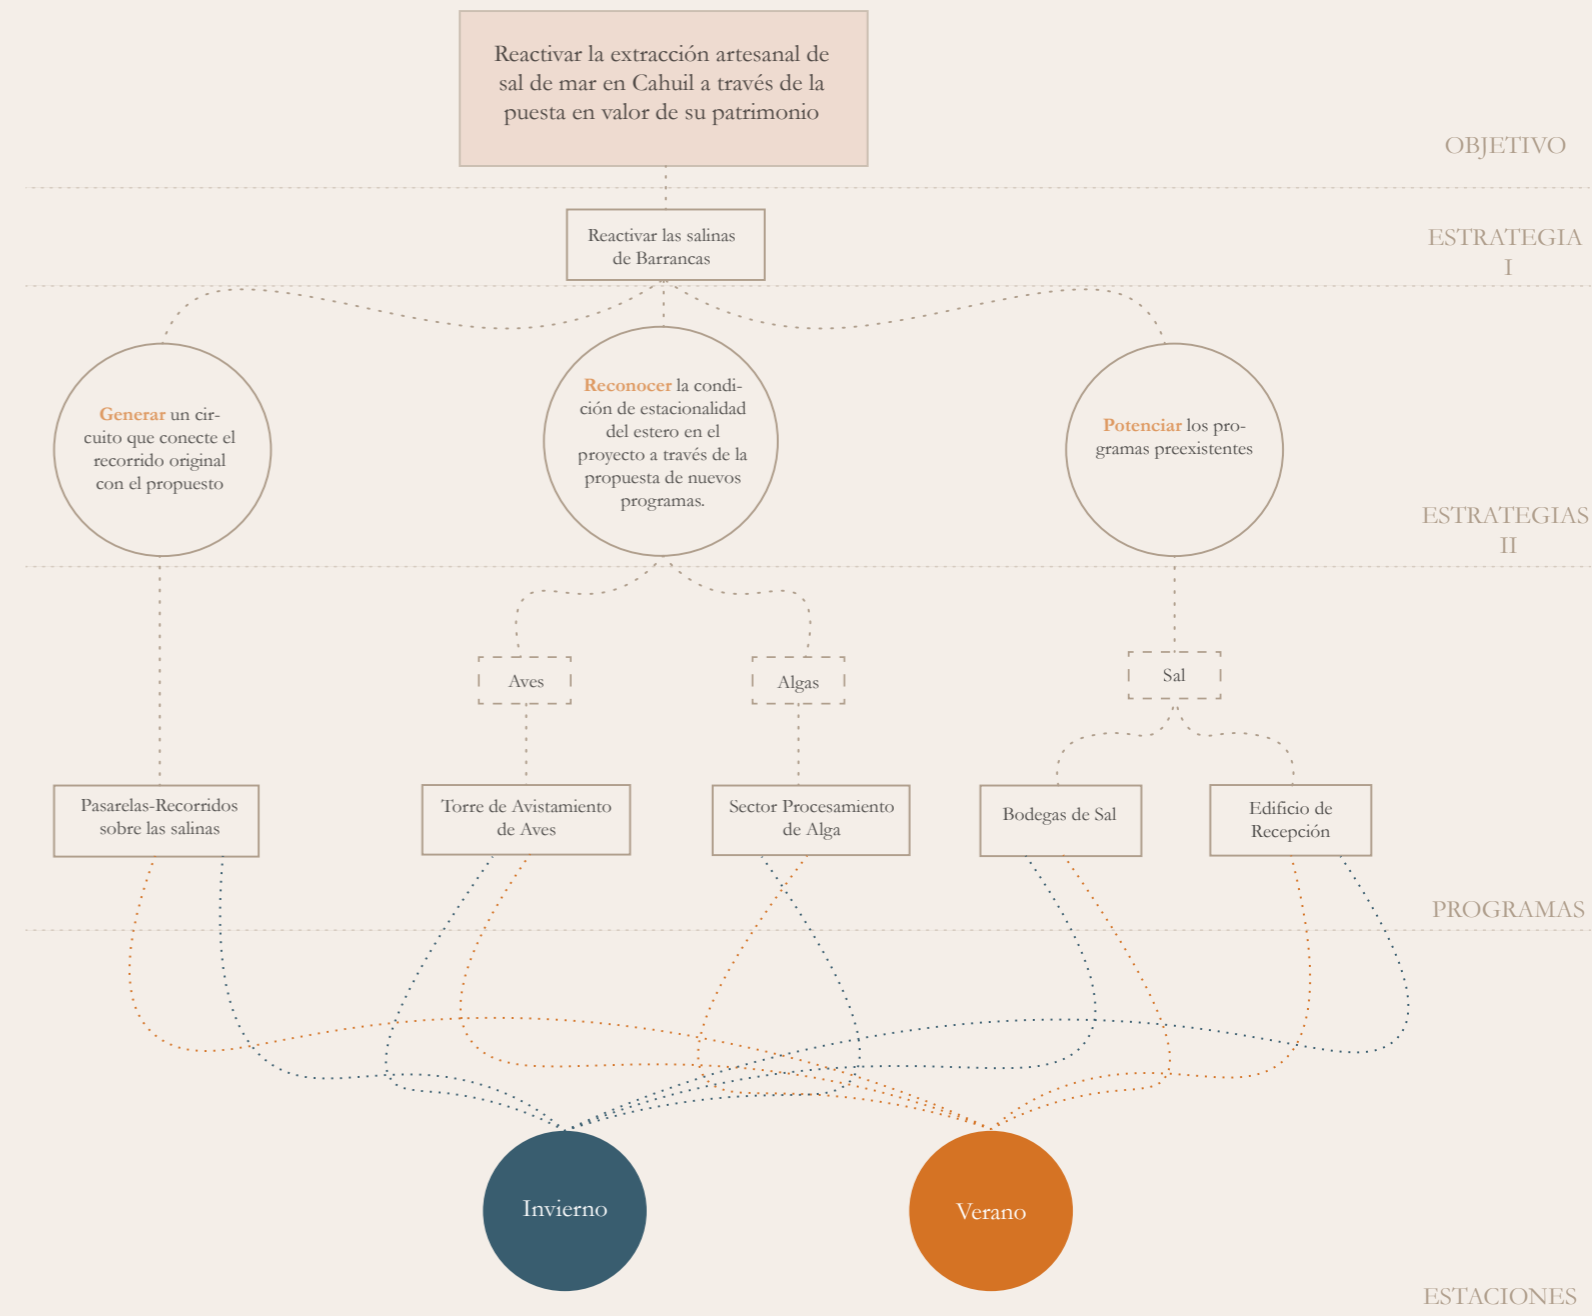 Reactivar la extracción artesanal de
sal de mar en Cahuil a través de la
puesta en valor de su patrimonio
OBJETIVO
Reactivar las salinas
de Barrancas
ESTRATEGIA
I
Generar un cir-
cuito que conecte el
recorrido original
con el propuesto
Reconocer la condi-
ción de estacionalidad
del estero en el
proyecto a través de la
propuesta de nuevos
programas.
Potenciar los pro-
gramas preexistentes
ESTRATEGIAS
II
Aves
Algas
Sal
Pasarelas-Recorridos
sobre las salinas
Torre de Avistamiento
de Aves
Sector Procesamiento
de Alga
Bodegas de Sal
Edificio de
Recepción
PROGRAMAS
Invierno
Verano
ESTACIONES